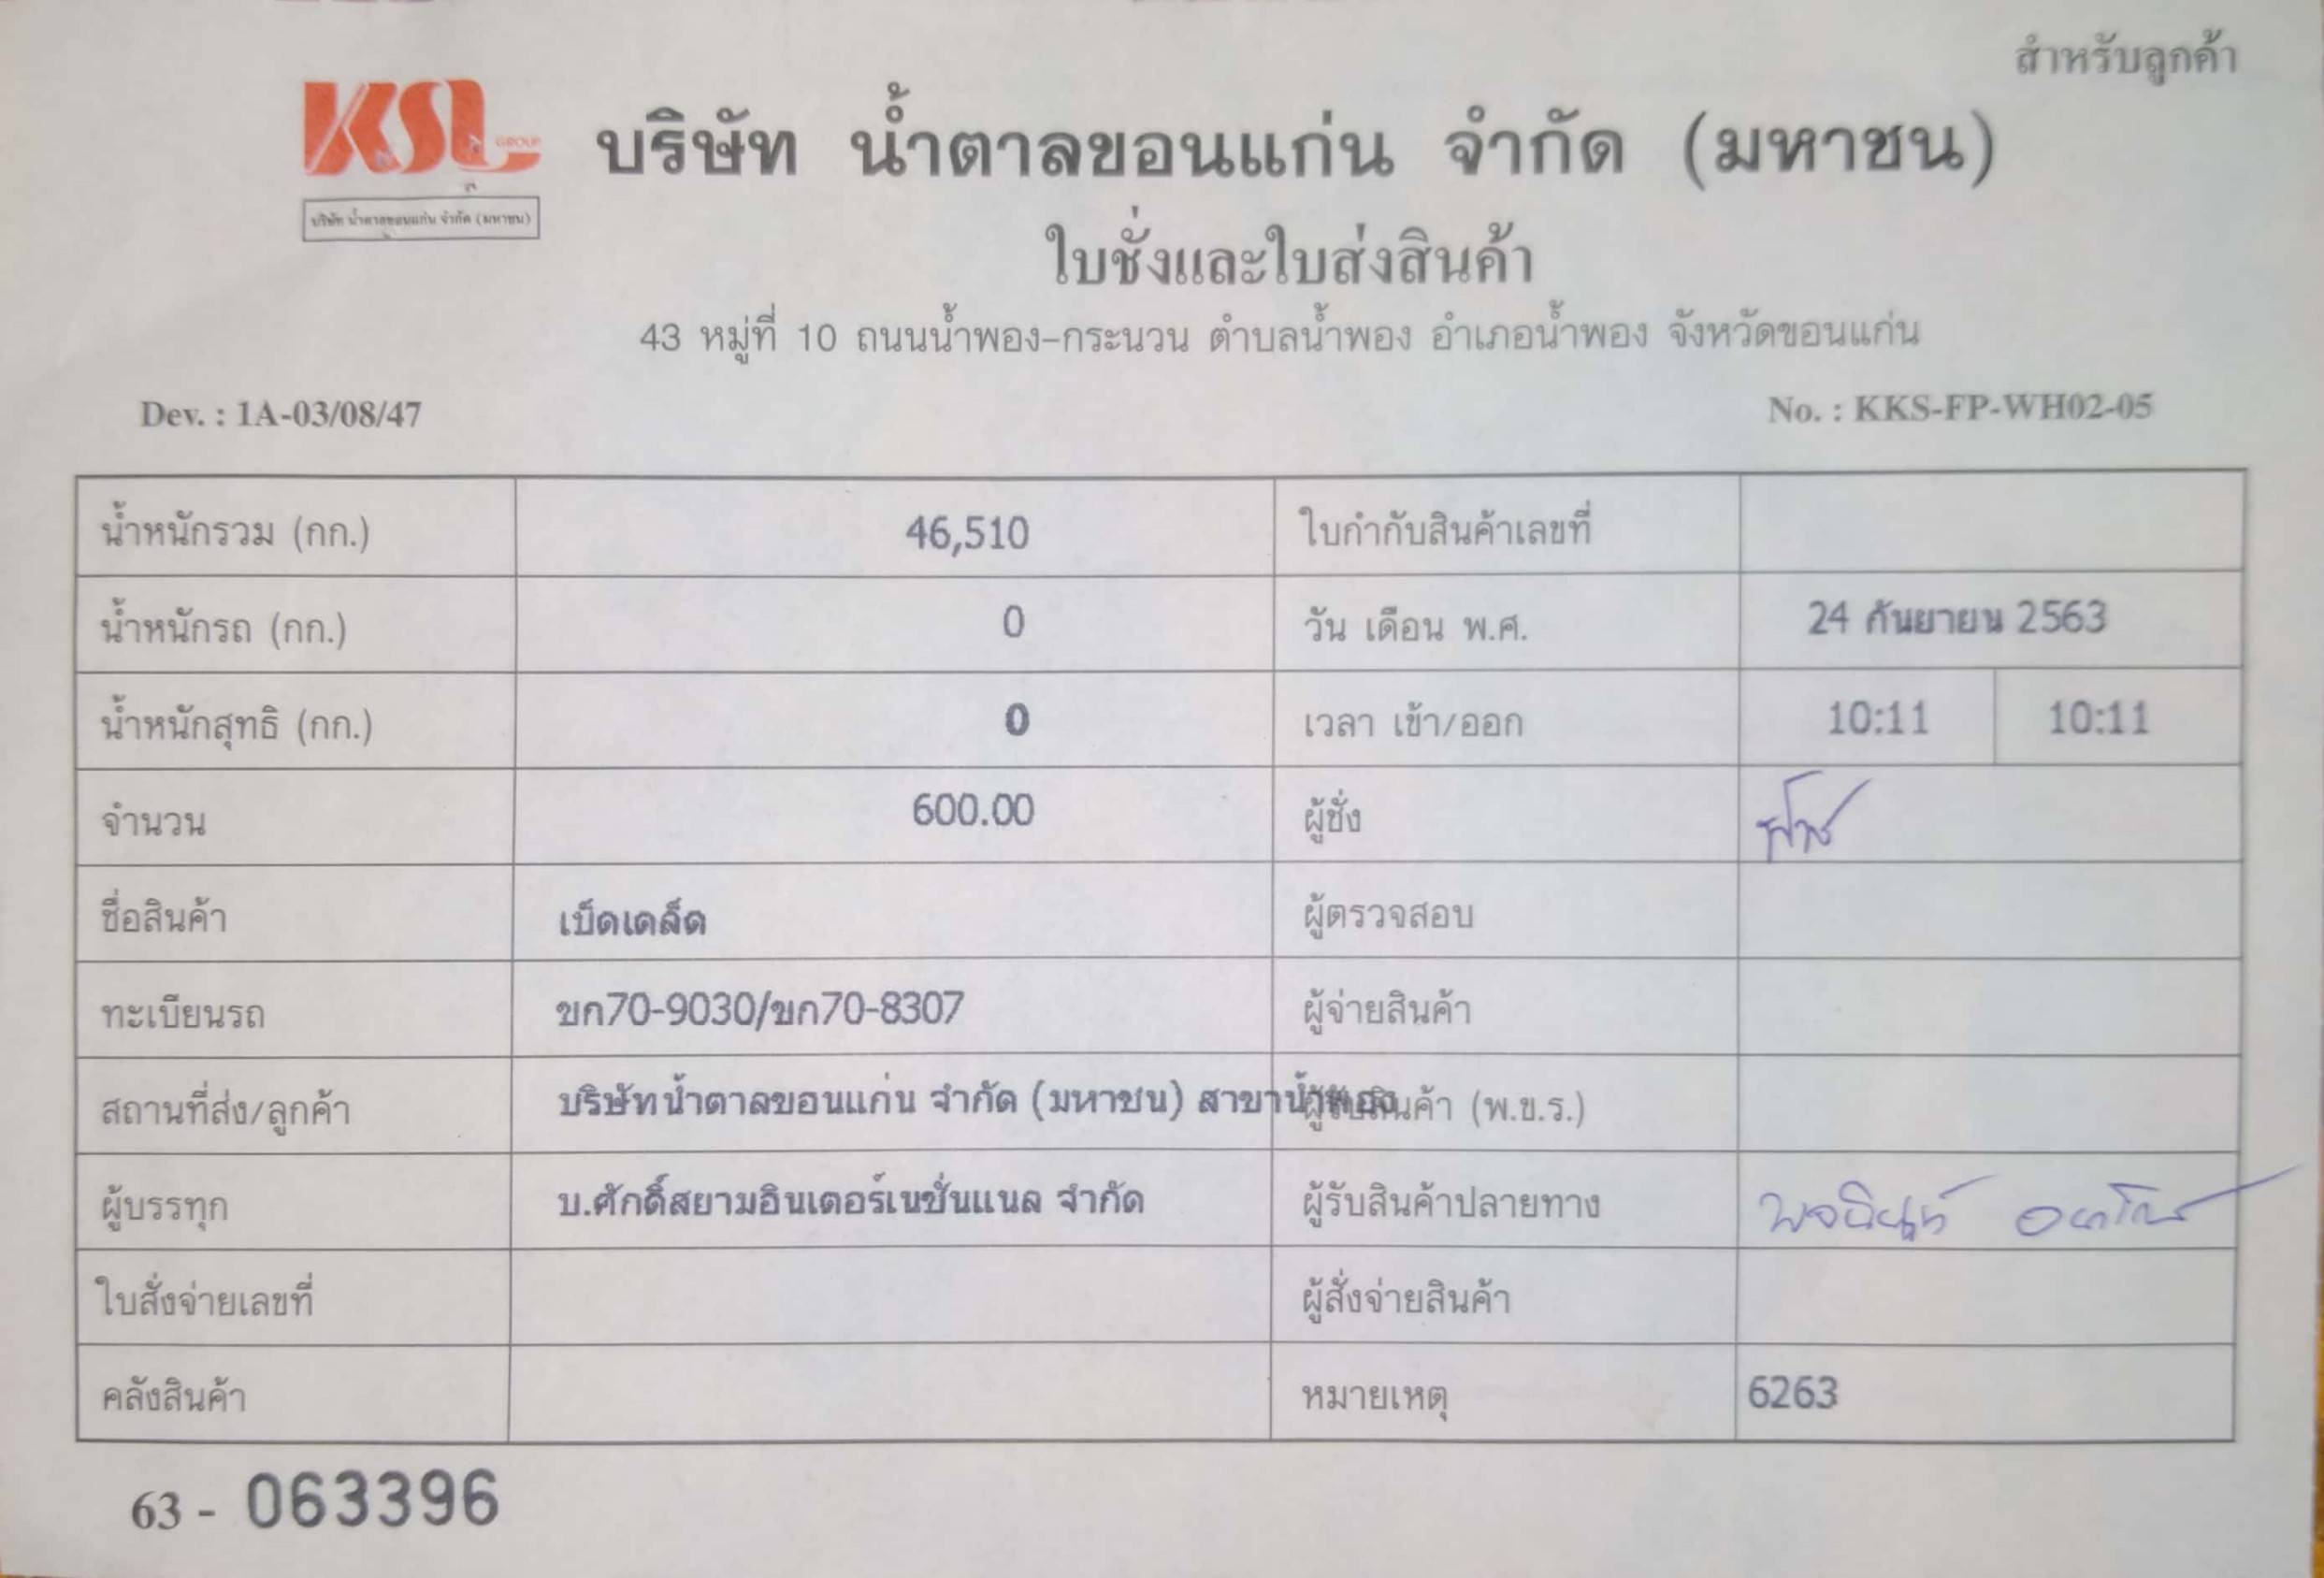 สำหรับลูกค้า
KSL GROUP
บริษัท น้ำตาลขอนแก่น จำกัด (มหาชน)
บริษัท น้ำตาลขอนแก่น จำกัด (มหาชน)
ใบชั่งและใบส่งสินค้า
43 หมู่ที่ 10 ถนนน้ำพอง-กระนวน ตำบลน้ำพอง อำเภอน้ำพอง จังหวัดขอนแก่น
Dev. : 1A-03/08/47 No. : KKS-FP-WH02-05
น้ำหนักรวม (กก.) 46,510 ใบกำกับสินค้าเลขที่
น้ำหนักรถ (กก.) 0 วัน เดือน พ.ศ. 24 กันยายน 2563
น้ำหนักสุทธิ (กก.) 0 เวลา เข้า/ออก 10:11 10:11
จำนวน 600.00 ผู้ชั่ง
ชื่อสินค้า เบ็ดเตล็ด ผู้ตรวจสอบ
ทะเบียนรถ ขก70-9030/ขก70-8307 ผู้จ่ายสินค้า
สถานที่ส่ง/ลูกค้า บริษัทน้ำตาลขอนแก่น จำกัด (มหาชน) สาขาน้ำพอง ผู้รับสินค้า (พ.ข.ร.)
ผู้บรรทุก บ.ศักดิ์สยามอินเตอร์เนชั่นแนล จำกัด ผู้รับสินค้าปลายทาง
ใบสั่งจ่ายเลขที่ ผู้สั่งจ่ายสินค้า
คลังสินค้า หมายเหตุ 6263
63 - 063396